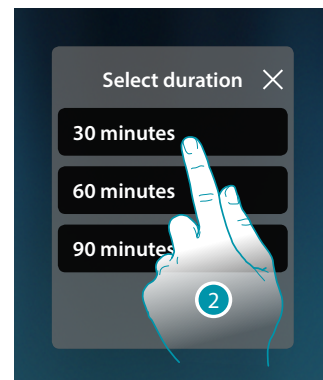 Select duration
30 minutes
60 minutes
90 minutes
2